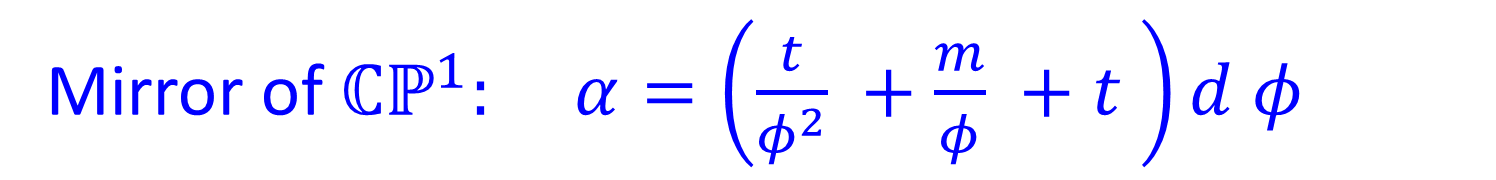 Mirror of ℂℙ¹: α = (t/ϕ² + m/ϕ + t) d ϕ